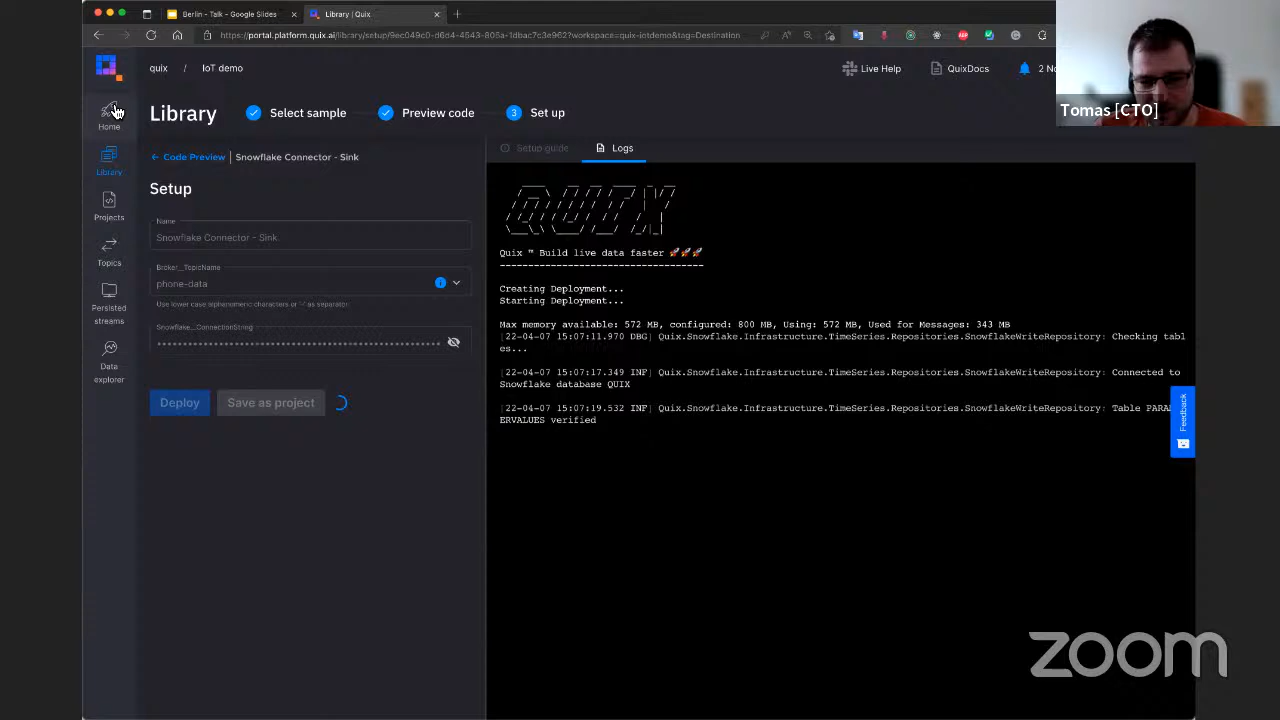 Berlin - Talk - Google Slides
Library | Quix
https://portal.platform.quix.ai/library/setup/9ec049c0-d6d4-4543-805a-1dbac7c3e962?workspace=quix-iotdemo&tag=Destination
quix / IoT demo
Live Help
QuixDocs
Tomas [CTO]
Home
Library
Projects
Topics
Persisted
streams
Data
explorer
Library
Select sample
Preview code
3 Set up
← Code Preview | Snowflake Connector - Sink
Setup
Name
Snowflake Connector - Sink
Broker__TopicName
phone-data
Use lower case alphanumeric characters or '-' as separator
Snowflake__ConnectionString
Deploy
Save as project
Setup guide
Logs
QUIX
Quix ™ Build live data faster 🚀🚀🚀
-----------------------------------
Creating Deployment...
Starting Deployment...
Max memory available: 572 MB, configured: 800 MB, Using: 572 MB, Used for Messages: 343 MB
[22-04-07 15:07:11.970 DBG] Quix.Snowflake.Infrastructure.TimeSeries.Repositories.SnowflakeWriteRepository: Checking tabl
es...
[22-04-07 15:07:17.349 INF] Quix.Snowflake.Infrastructure.TimeSeries.Repositories.SnowflakeWriteRepository: Connected to
Snowflake database QUIX
[22-04-07 15:07:19.532 INF] Quix.Snowflake.Infrastructure.TimeSeries.Repositories.SnowflakeWriteRepository: Table
ERVALUES verified
Feedback
zoom